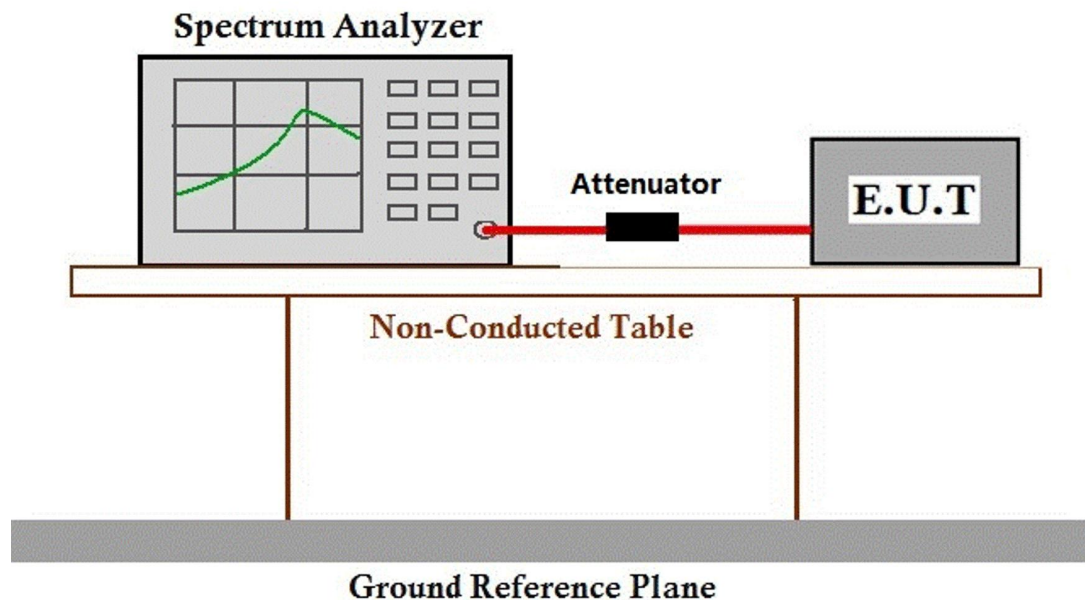 Spectrum Analyzer
Attenuator
E.U.T
Non-Conducted Table
Ground Reference Plane